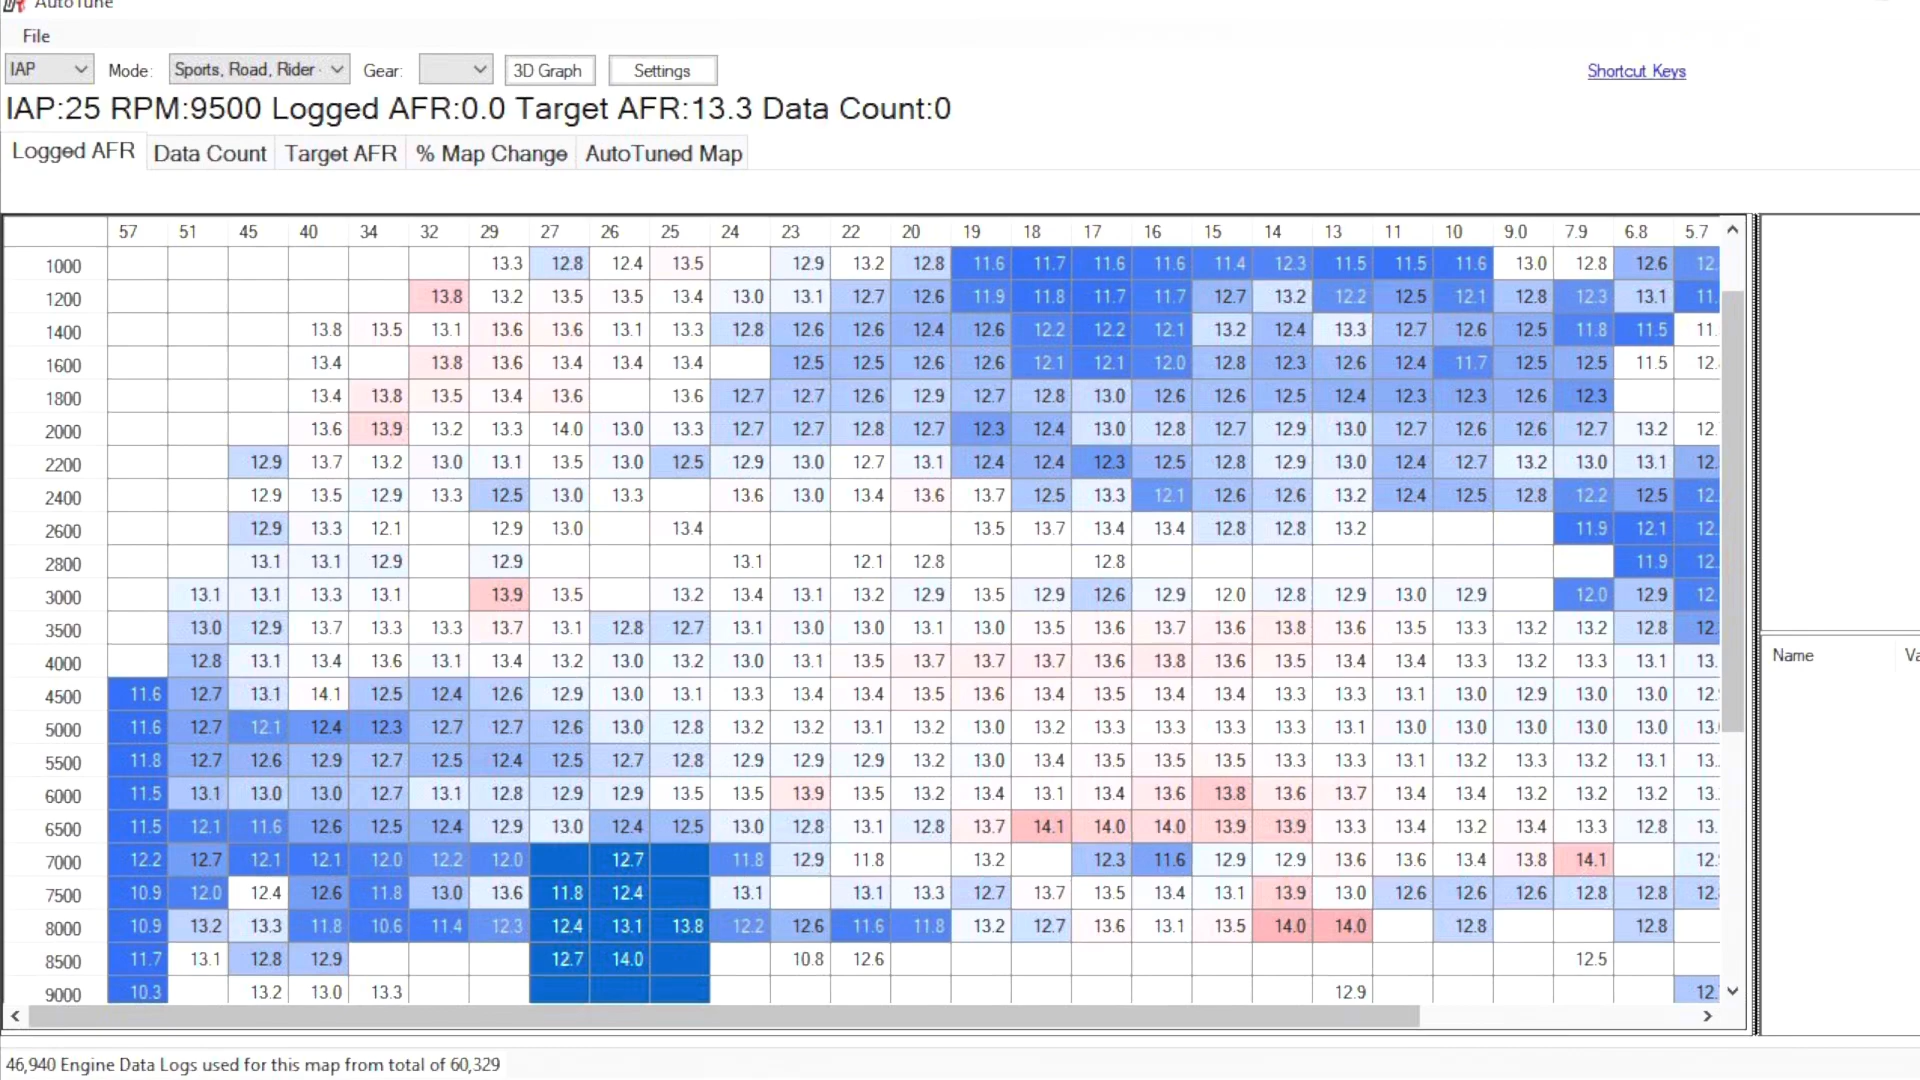 AutoTune
File
IAP Mode: Sports, Road, Rider Gear: 3D Graph Settings Shortcut Keys
IAP:25 RPM:9500 Logged AFR:0.0 Target AFR:13.3 Data Count:0
Logged AFR Data Count Target AFR % Map Change AutoTuned Map
57 51 45 40 34 32 29 27 26 25 24 23 22 20 19 18 17 16 15 14 13 11 10 9.0 7.9 6.8 5.7
1000 13.3 12.8 12.4 13.5 12.9 13.2 12.8 11.6 11.7 11.6 11.6 11.4 12.3 11.5 11.5 11.6 13.0 12.8 12.6 12.
1200 13.8 13.2 13.5 13.5 13.4 13.0 13.1 12.7 12.6 11.9 11.8 11.7 11.7 12.7 13.2 12.2 12.5 12.1 12.8 12.3 13.1 11.
1400 13.8 13.5 13.1 13.6 13.6 13.1 13.3 12.8 12.6 12.6 12.4 12.6 12.2 12.2 12.1 13.2 12.4 13.3 12.7 12.6 12.5 11.8 11.5 11.
1600 13.4 13.8 13.6 13.4 13.4 13.4 12.5 12.5 12.6 12.6 12.1 12.1 12.0 12.8 12.3 12.6 12.4 11.7 12.5 12.5 11.5 12.
1800 13.4 13.8 13.5 13.4 13.6 13.6 12.7 12.7 12.6 12.9 12.7 12.8 13.0 12.6 12.6 12.5 12.4 12.3 12.3 12.6 12.3
2000 13.6 13.9 13.2 13.3 14.0 13.0 13.3 12.7 12.7 12.8 12.7 12.3 12.4 13.0 12.8 12.7 12.9 13.0 12.7 12.6 12.6 12.7 13.2 12.
2200 12.9 13.7 13.2 13.0 13.1 13.5 13.0 12.5 12.9 13.0 12.7 13.1 12.4 12.4 12.3 12.5 12.8 12.9 13.0 12.4 12.7 13.2 13.0 13.1 12.
2400 12.9 13.5 12.9 13.3 12.5 13.0 13.3 13.6 13.0 13.4 13.6 13.7 12.5 13.3 12.1 12.6 12.6 13.2 12.4 12.5 12.8 12.2 12.5 12.
2600 12.9 13.3 12.1 12.9 13.0 13.4 13.5 13.7 13.4 13.4 12.8 12.8 13.2 11.9 12.1 12.
2800 13.1 13.1 12.9 12.9 13.1 12.1 12.8 12.8 11.9 12.
3000 13.1 13.1 13.3 13.1 13.9 13.5 13.2 13.4 13.1 13.2 12.9 13.5 12.9 12.6 12.9 12.0 12.8 12.9 13.0 12.9 12.0 12.9 12.
3500 13.0 12.9 13.7 13.3 13.3 13.7 13.1 12.8 12.7 13.1 13.0 13.0 13.1 13.0 13.5 13.6 13.7 13.6 13.8 13.6 13.5 13.3 13.2 13.2 12.8 12.
4000 12.8 13.1 13.4 13.6 13.1 13.4 13.2 13.0 13.2 13.0 13.1 13.5 13.7 13.7 13.7 13.6 13.8 13.6 13.5 13.4 13.4 13.3 13.2 13.3 13.1 13.
4500 11.6 12.7 13.1 14.1 12.5 12.4 12.6 12.9 13.0 13.1 13.3 13.4 13.4 13.5 13.6 13.4 13.5 13.4 13.4 13.3 13.3 13.1 13.0 12.9 13.0 13.0 12.
5000 11.6 12.7 12.1 12.4 12.3 12.7 12.7 12.6 13.0 12.8 13.2 13.2 13.1 13.2 13.0 13.2 13.3 13.3 13.3 13.3 13.1 13.0 13.0 13.0 13.0 13.0 13.
5500 11.8 12.7 12.6 12.9 12.7 12.5 12.4 12.5 12.7 12.8 12.9 12.9 12.9 13.2 13.0 13.4 13.5 13.5 13.5 13.3 13.3 13.1 13.2 13.3 13.2 13.1 13.
6000 11.5 13.1 13.0 13.0 12.7 13.1 12.8 12.9 12.9 13.5 13.5 13.9 13.5 13.2 13.4 13.1 13.4 13.6 13.8 13.6 13.7 13.4 13.4 13.2 13.2 13.2 13.
6500 11.5 12.1 11.6 12.6 12.5 12.4 12.9 13.0 12.4 12.5 13.0 12.8 13.1 12.8 13.7 14.1 14.0 14.0 13.9 13.9 13.3 13.4 13.2 13.4 13.3 12.8 13.
7000 12.2 12.7 12.1 12.1 12.0 12.2 12.0 12.7 11.8 12.9 11.8 13.2 12.3 11.6 12.9 12.9 13.6 13.6 13.4 13.8 14.1 12.
7500 10.9 12.0 12.4 12.6 11.8 13.0 13.6 11.8 12.4 13.1 13.1 13.3 12.7 13.7 13.5 13.4 13.1 13.9 13.0 12.6 12.6 12.6 12.8 12.8 12.
8000 10.9 13.2 13.3 11.8 10.6 11.4 12.3 12.4 13.1 13.8 12.2 12.6 11.6 11.8 13.2 12.7 13.6 13.1 13.5 14.0 14.0 12.8 12.8
8500 11.7 13.1 12.8 12.9 12.7 14.0 10.8 12.6 12.5
9000 10.3 13.2 13.0 13.3 12.9 12.
Name
46,940 Engine Data Logs used for this map from total of 60,329